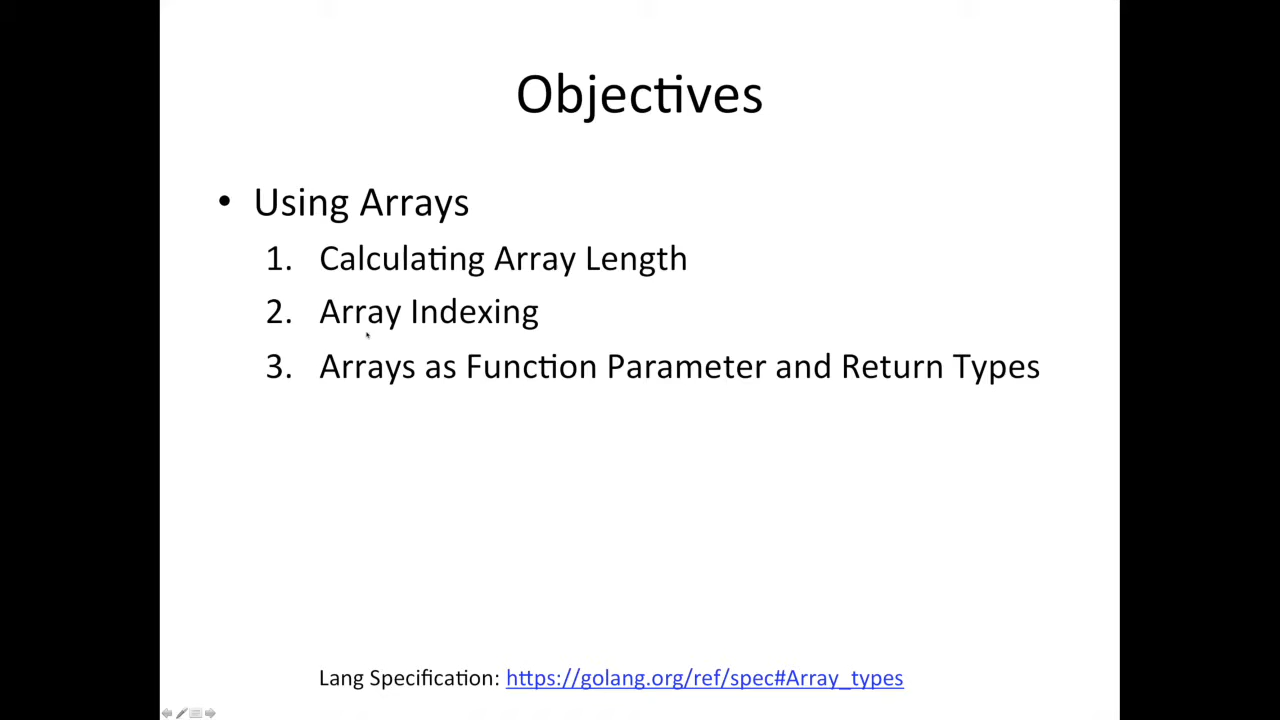 Objectives
• Using Arrays
1. Calculating Array Length
2. Array Indexing
3. Arrays as Function Parameter and Return Types
Lang Specification: https://golang.org/ref/spec#Array_types